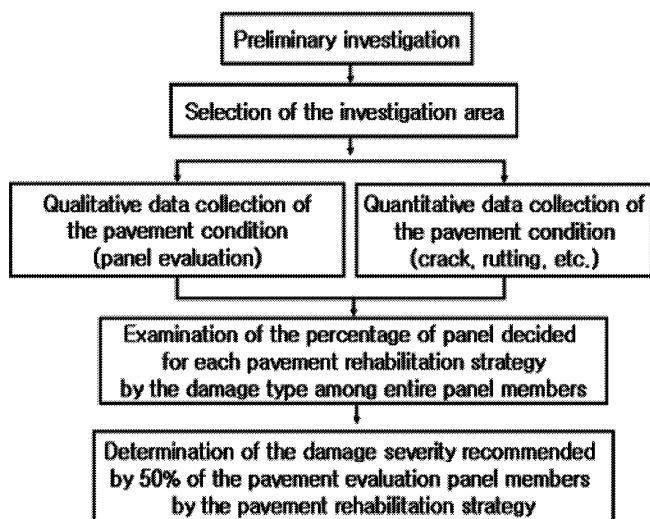 Preliminary investigation
Selection of the investigation area
Qualitative data collection of
the pavement condition
(panel evaluation)
Quantitative data collection of
the pavement condition
(crack, rutting, etc.)
Examination of the percentage of panel decided
for each pavement rehabilitation strategy
by the damage type among entire panel members
Determination of the damage severity recommended
by 50% of the pavement evaluation panel members
by the pavement rehabilitation strategy